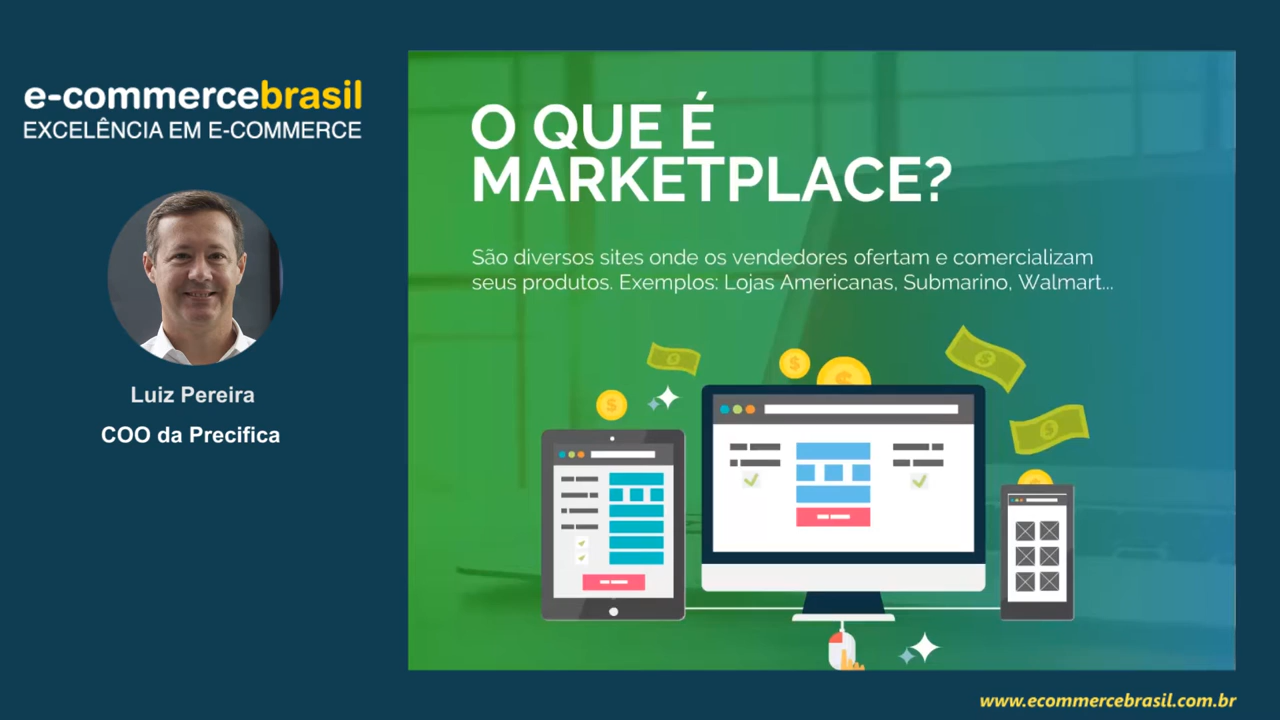 e-commercebrasil
EXCELÊNCIA EM E-COMMERCE
Luiz Pereira
COO da Precifica
O QUE É
MARKETPLACE?
São diversos sites onde os vendedores ofertam e comercializam
seus produtos. Exemplos: Lojas Americanas, Submarino, Walmart...
www.ecommercebrasil.com.br